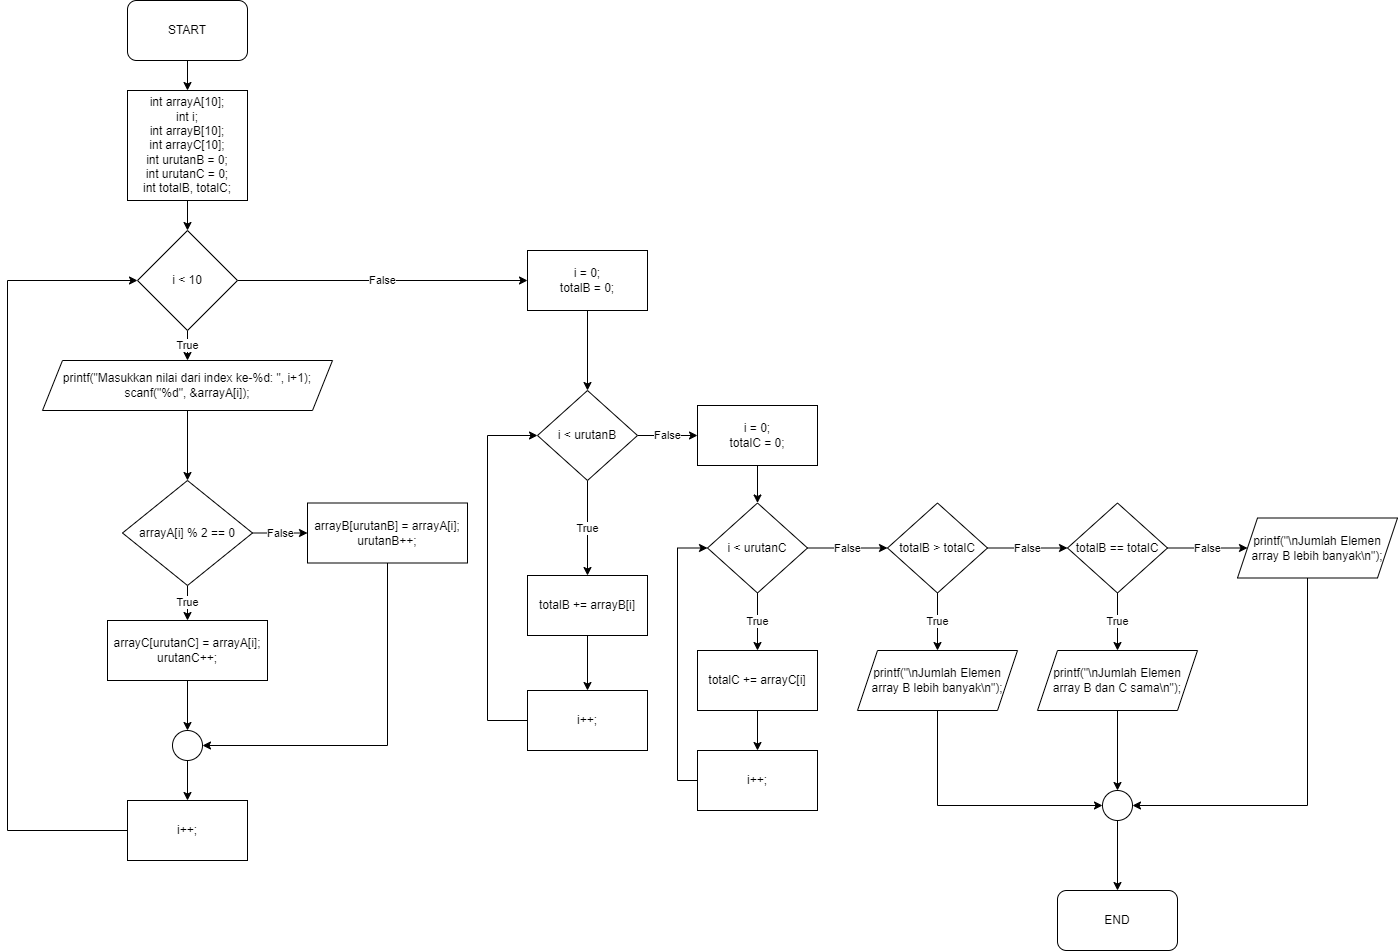 START
int arrayA[10];
int i;
int arrayB[10];
int arrayC[10];
int urutanB = 0;
int urutanC = 0;
int totalB, totalC;
i < 10
False
True
printf("Masukkan nilai dari index ke-%d: ", i+1);
scanf("%d", &arrayA[i]);
arrayA[i] % 2 == 0
False
arrayB[urutanB] = arrayA[i];
urutanB++;
True
arrayC[urutanC] = arrayA[i];
urutanC++;
i++;
i = 0;
totalB = 0;
i < urutanB
False
True
totalB += arrayB[i]
i++;
i = 0;
totalC = 0;
i < urutanC
False
True
totalC += arrayC[i]
i++;
totalB > totalC
False
True
printf("\nJumlah Elemen
array B lebih banyak\n");
totalB == totalC
False
True
printf("\nJumlah Elemen
array B dan C sama\n");
printf("\nJumlah Elemen
array B lebih banyak\n");
END